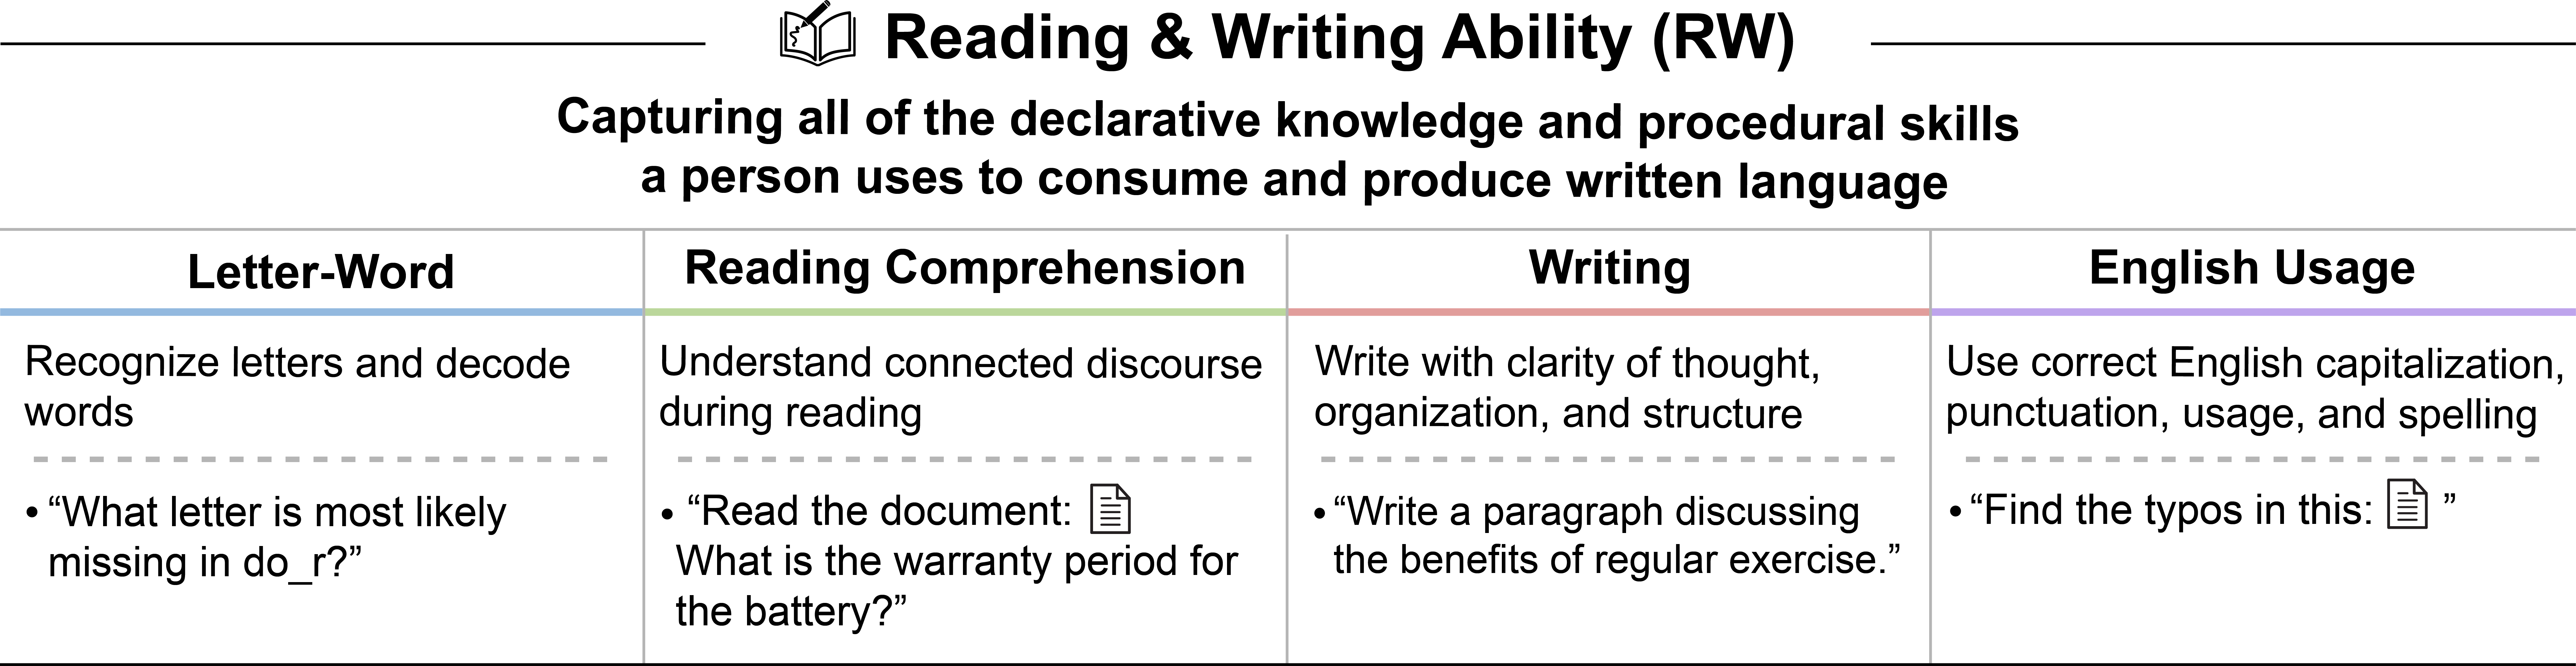 Reading & Writing Ability (RW)
Capturing all of the declarative knowledge and procedural skills
a person uses to consume and produce written language
Letter-Word
Recognize letters and decode
words
• “What letter is most likely
missing in do_r?”
Reading Comprehension
Understand connected discourse
during reading
• “Read the document:
What is the warranty period for
the battery?”
Writing
Write with clarity of thought,
organization, and structure
• “Write a paragraph discussing
the benefits of regular exercise.”
English Usage
Use correct English capitalization,
punctuation, usage, and spelling
• “Find the typos in this: ”